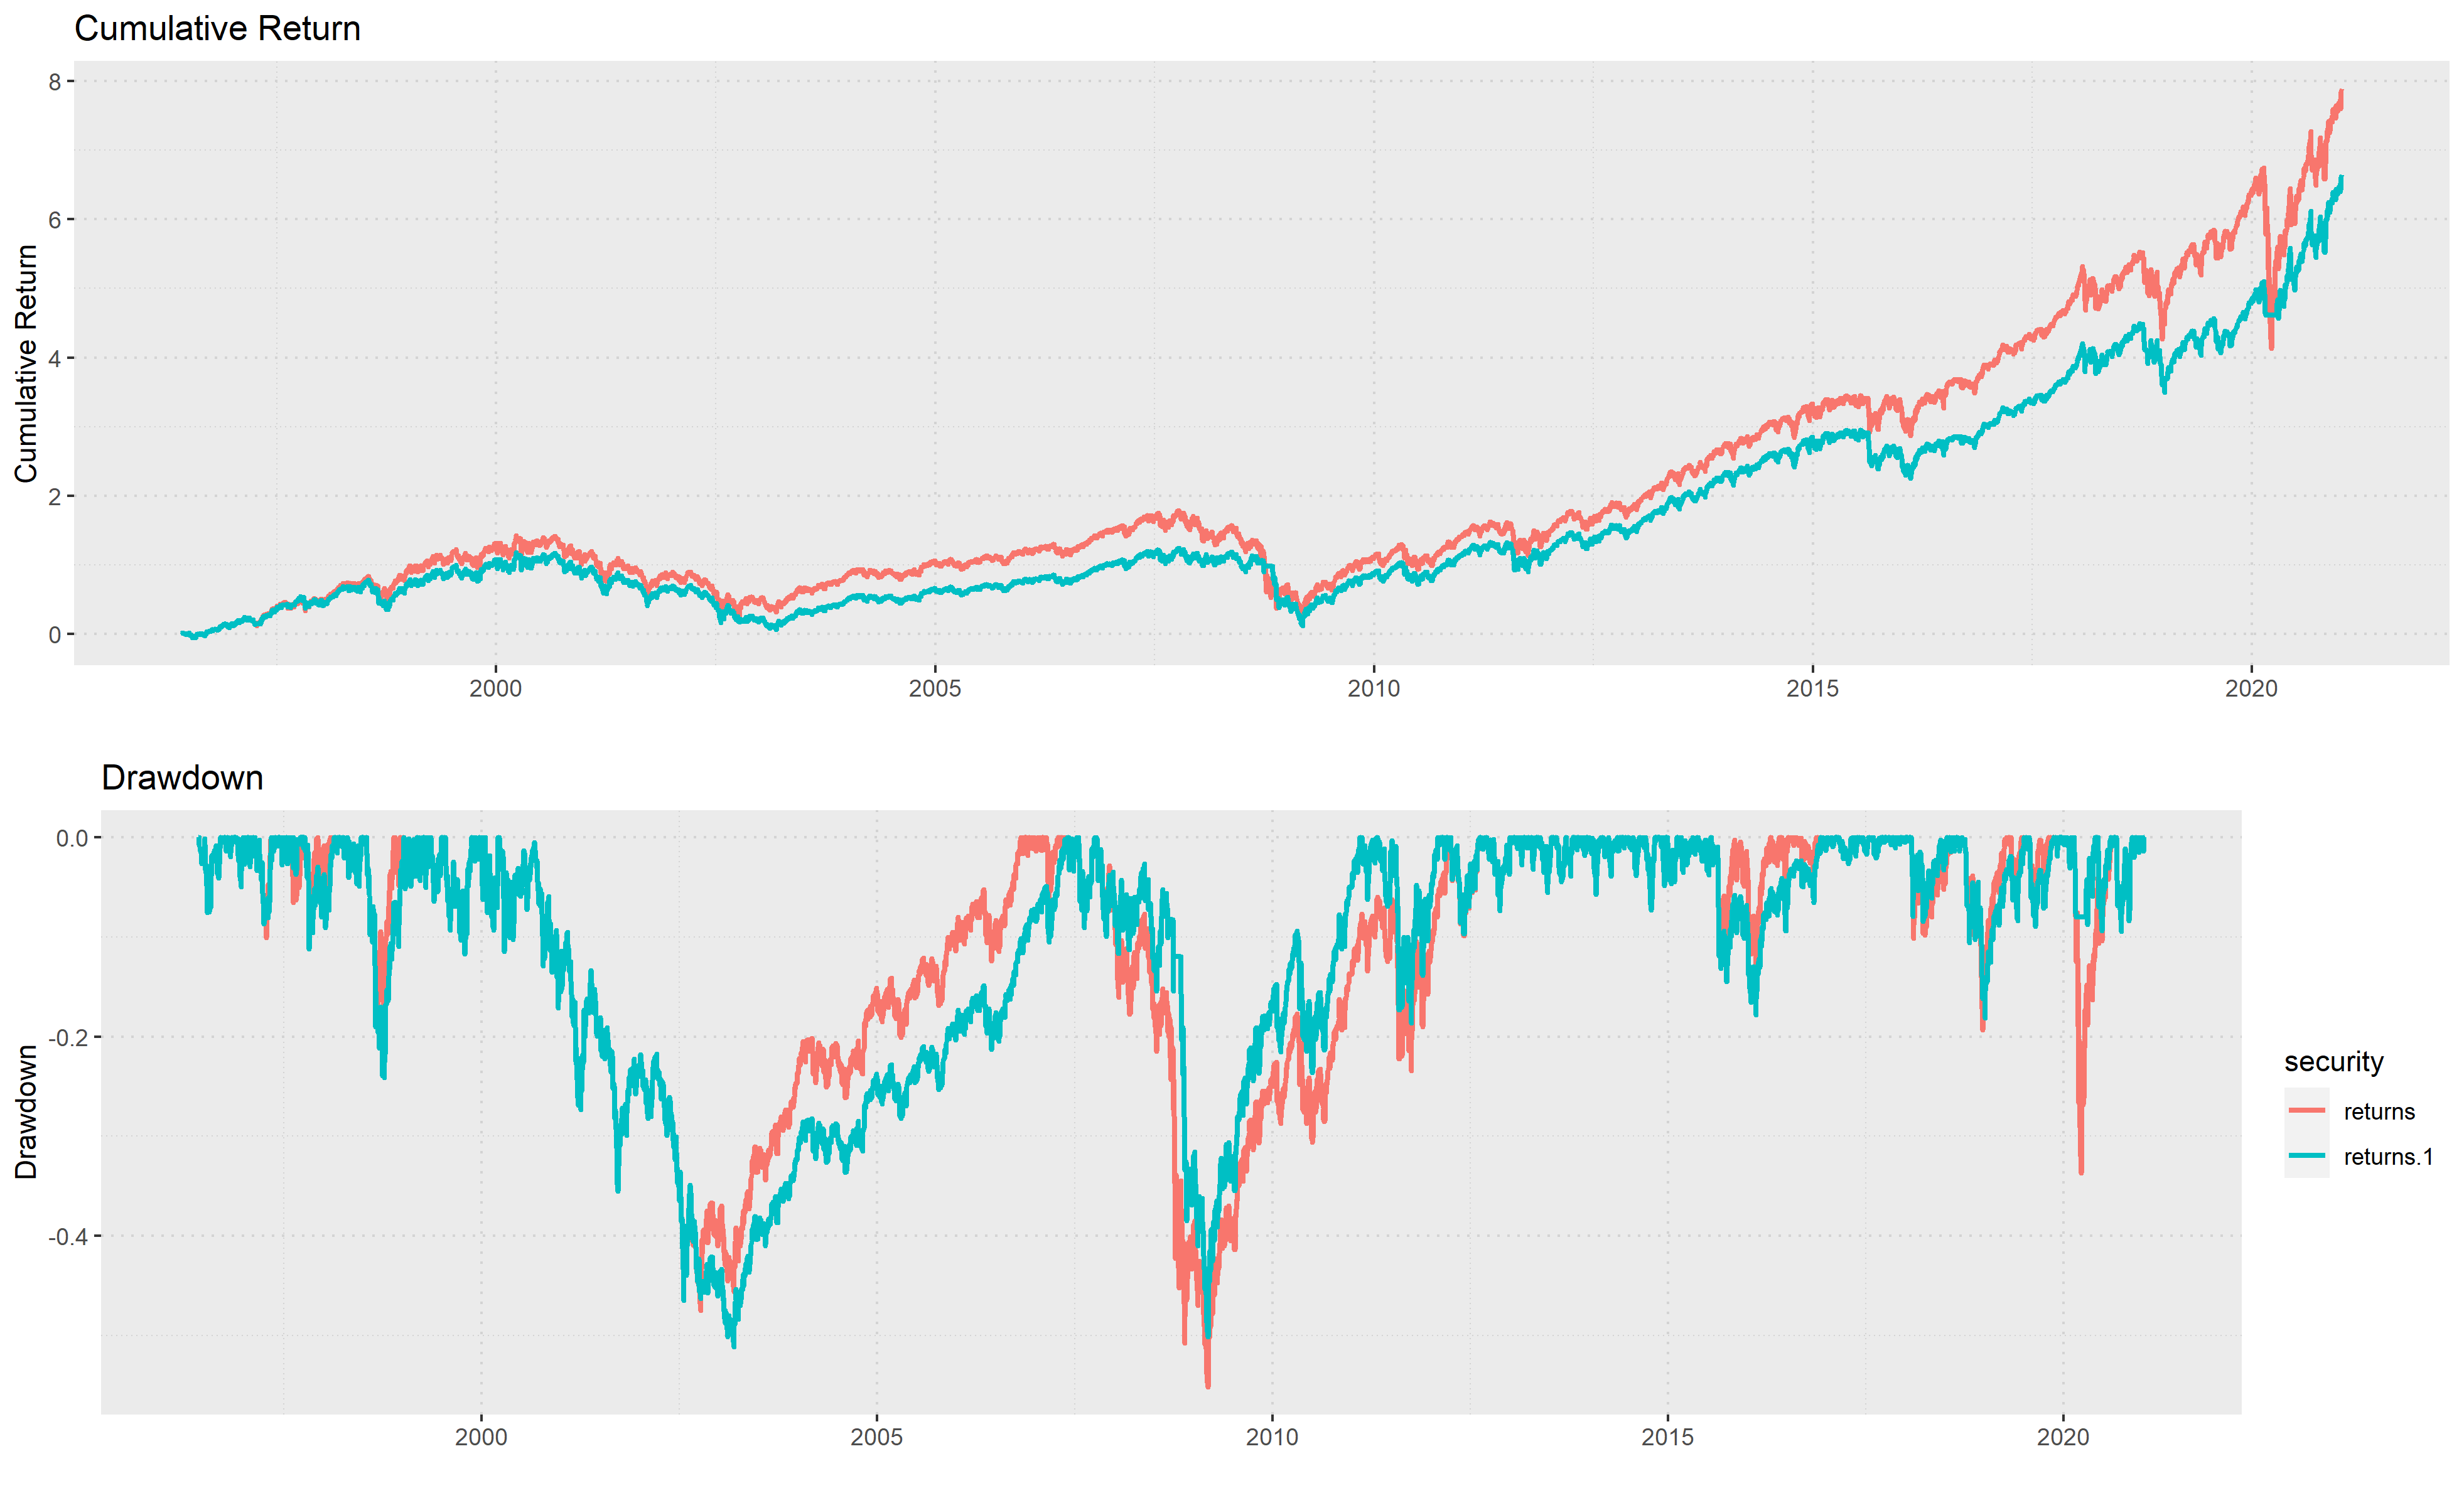 Cumulative Return
Cumulative Return
8
6
4
2
0
2000 2005 2010 2015 2020
Drawdown
Drawdown
0.0
-0.2
-0.4
2000 2005 2010 2015 2020
security
returns
returns.1